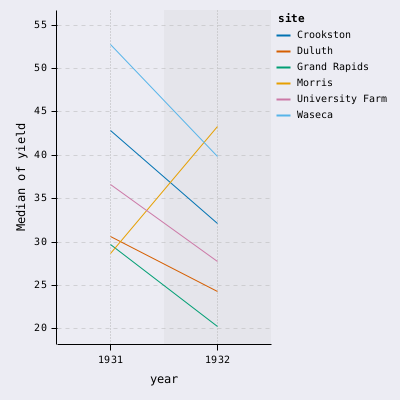 site
Crookston
Duluth
Grand Rapids
Morris
University Farm
Waseca
Median of yield
55
50
45
40
35
30
25
20
1931 1932
year